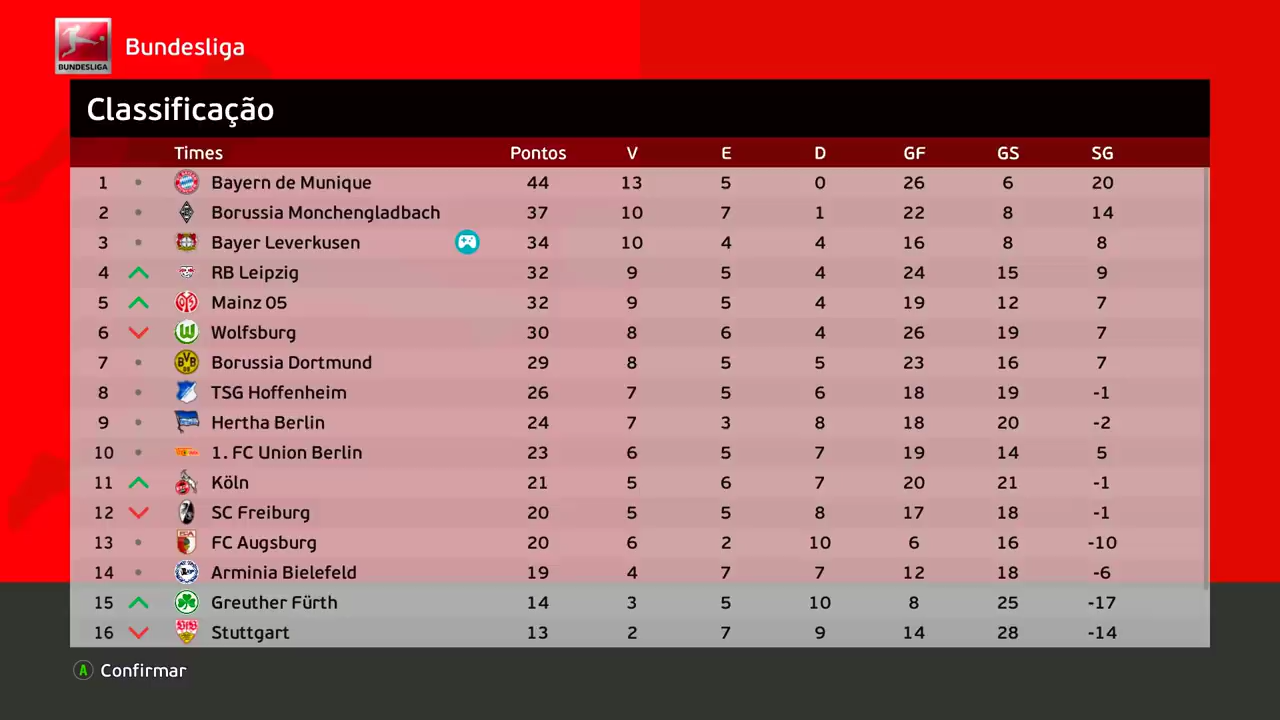 BUNDESLIGA
Bundesliga
Classificação
Times Pontos V E D GF GS SG
1 Bayern de Munique 44 13 5 0 26 6 20
2 Borussia Monchengladbach 37 10 7 1 22 8 14
3 Bayer Leverkusen 34 10 4 4 16 8 8
4 RB Leipzig 32 9 5 4 24 15 9
5 Mainz 05 32 9 5 4 19 12 7
6 Wolfsburg 30 8 6 4 26 19 7
7 Borussia Dortmund 29 8 5 5 23 16 7
8 TSG Hoffenheim 26 7 5 6 18 19 -1
9 Hertha Berlin 24 7 3 8 18 20 -2
10 1. FC Union Berlin 23 6 5 7 19 14 5
11 Köln 21 5 6 7 20 21 -1
12 SC Freiburg 20 5 5 8 17 18 -1
13 FC Augsburg 20 6 2 10 6 16 -10
14 Arminia Bielefeld 19 4 7 7 12 18 -6
15 Greuther Fürth 14 3 5 10 8 25 -17
16 Stuttgart 13 2 7 9 14 28 -14
A Confirmar